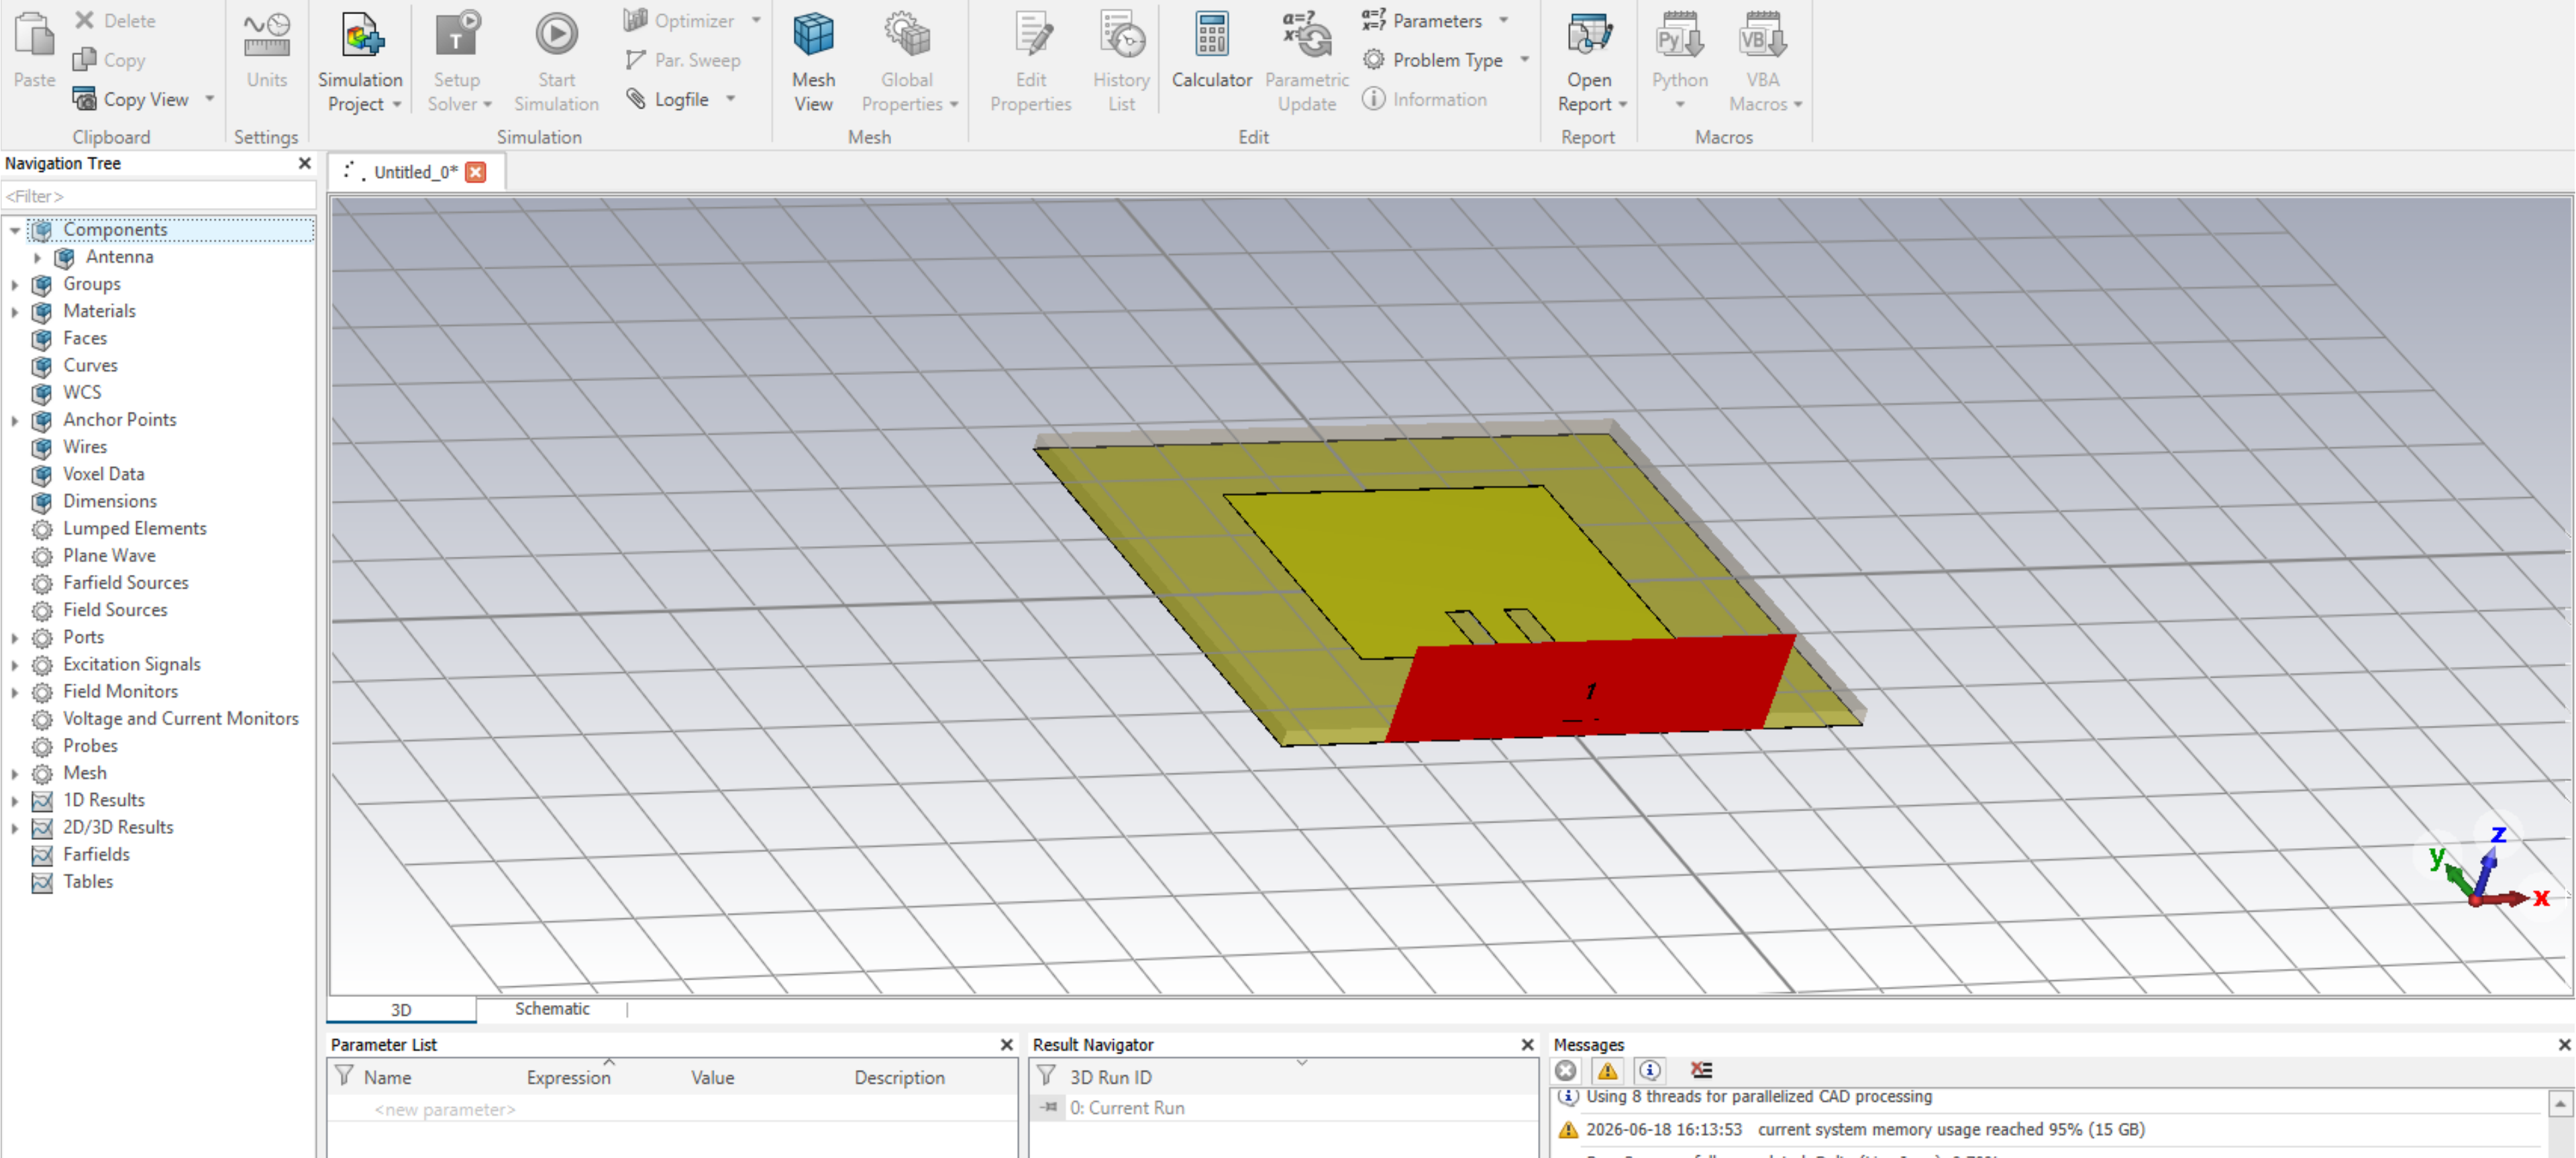 Paste
Delete
Copy
Copy View
Clipboard
Units
Settings
Simulation
Project
Setup
Solver
Start
Simulation
Optimizer
Par. Sweep
Logfile
Simulation
Mesh
View
Global
Properties
Mesh
Edit
Properties
History
List
Calculator
Parametric
Update
Parameters
Problem Type
Information
Edit
Open
Report
Report
Python
VBA
Macros
Macros
Navigation Tree
<Filter>
Components
Antenna
Groups
Materials
Faces
Curves
WCS
Anchor Points
Wires
Voxel Data
Dimensions
Lumped Elements
Plane Wave
Farfield Sources
Field Sources
Ports
Excitation Signals
Field Monitors
Voltage and Current Monitors
Probes
Mesh
1D Results
2D/3D Results
Farfields
Tables
Untitled_0*
1
z
y
x
3D
Schematic
Parameter List
Name Expression Value Description
<new parameter>
Result Navigator
3D Run ID
0: Current Run
Messages
Using 8 threads for parallelized CAD processing
2026-06-18 16:13:53 current system memory usage reached 95% (15 GB)